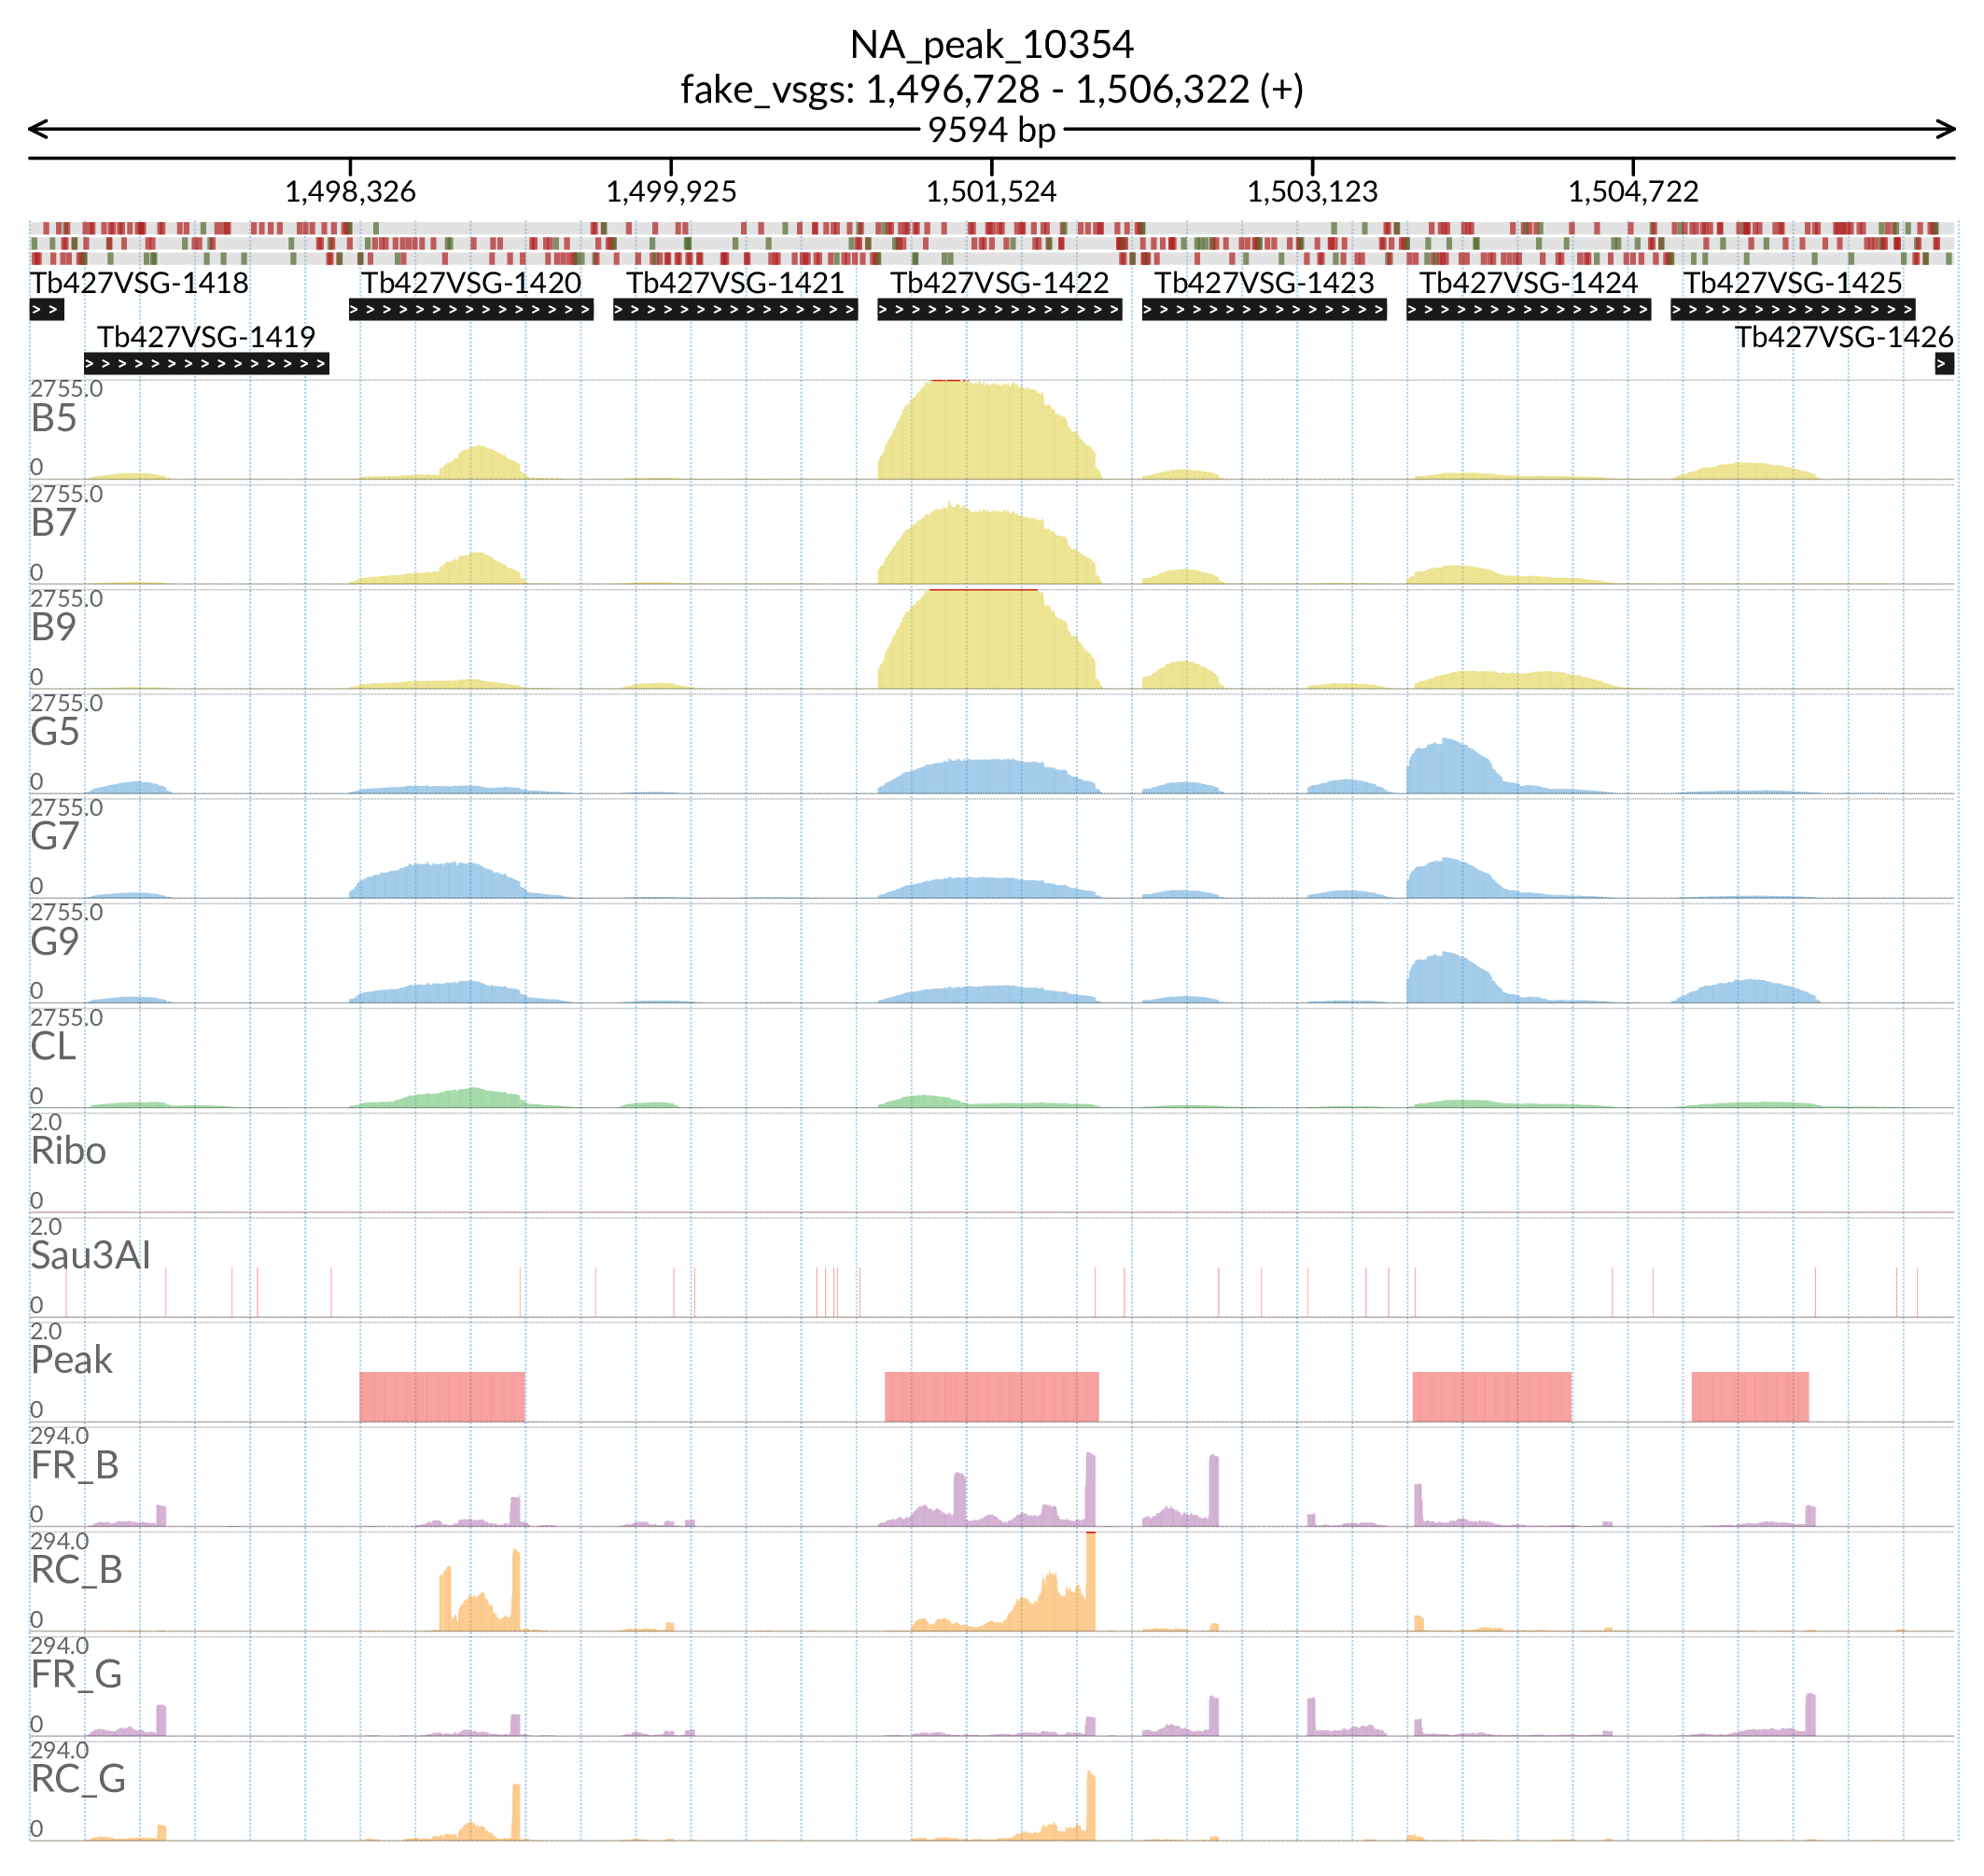 NA_peak_10354
fake_vsgs: 1,496,728 - 1,506,322 (+)
9594 bp
1,498,326 1,499,925 1,501,524 1,503,123 1,504,722
Tb427VSG-1418 Tb427VSG-1420 Tb427VSG-1421 Tb427VSG-1422 Tb427VSG-1423 Tb427VSG-1424 Tb427VSG-1425
Tb427VSG-1419 Tb427VSG-1426
2755.0
B5
0
2755.0
B7
0
2755.0
B9
0
2755.0
G5
0
2755.0
G7
0
2755.0
G9
0
2755.0
CL
0
2.0
Ribo
0
2.0
Sau3AI
0
2.0
Peak
0
294.0
FR_B
0
294.0
RC_B
0
294.0
FR_G
0
294.0
RC_G
0